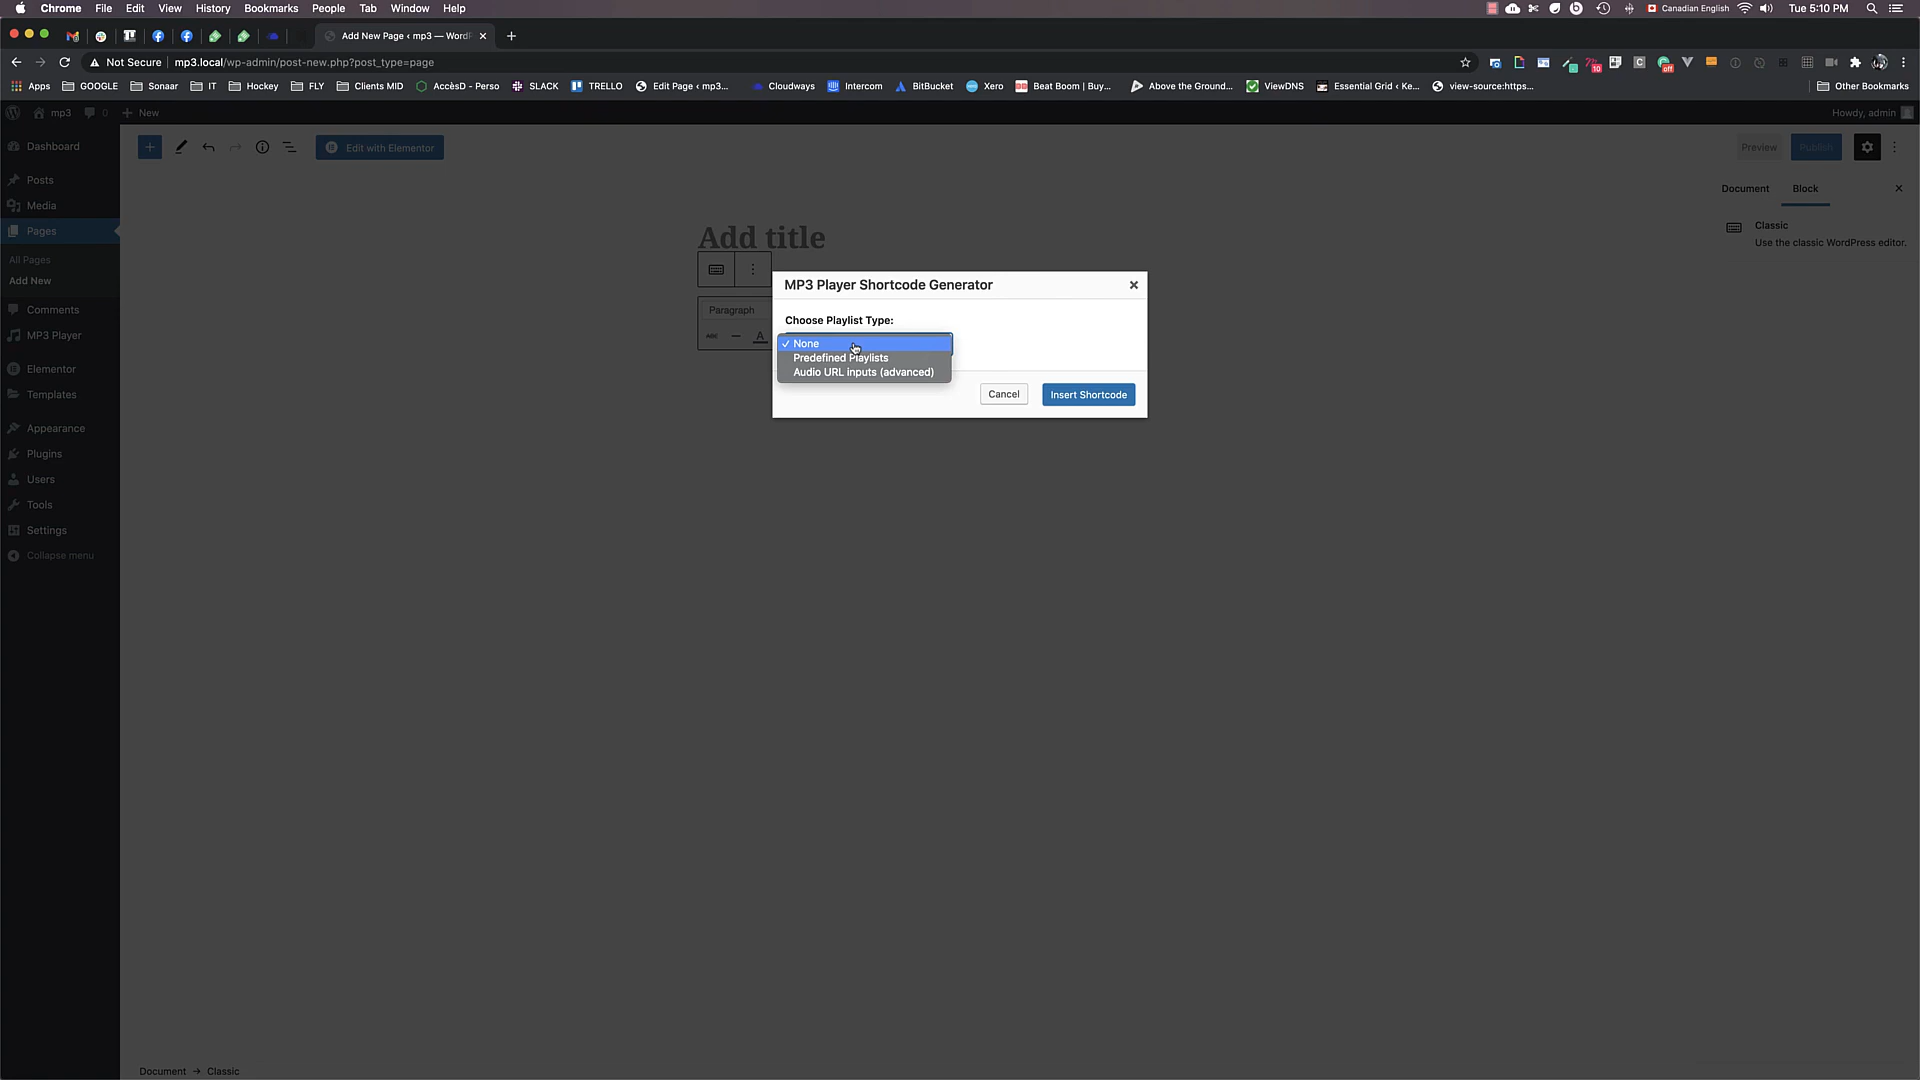 Chrome File Edit View History Bookmarks People Tab Window Help Canadian English Tue 5:10 PM
Add New Page ‹ mp3 — WordP
Not Secure mp3.local/wp-admin/post-new.php?post_type=page
10
off
Apps GOOGLE Sonaar IT Hockey FLY Clients MID AccèsD - Perso SLACK TRELLO Edit Page ‹ mp3... Cloudways Intercom BitBucket Xero Beat Boom | Buy... Above the Ground... ViewDNS Essential Grid ‹ Ke... view-source:https... Other Bookmarks
mp3 0 New Howdy, admin
Edit with Elementor Preview Publish
Dashboard
Posts
Media
Pages
All Pages
Add New
Comments
MP3 Player
Elementor
Templates
Appearance
Plugins
Users
Tools
Settings
Collapse menu
Document Block
Classic
Use the classic WordPress editor.
Add title
Paragraph
ABC A
MP3 Player Shortcode Generator
Choose Playlist Type:
✓ None
Predefined Playlists
Audio URL inputs (advanced)
Cancel Insert Shortcode
Document → Classic